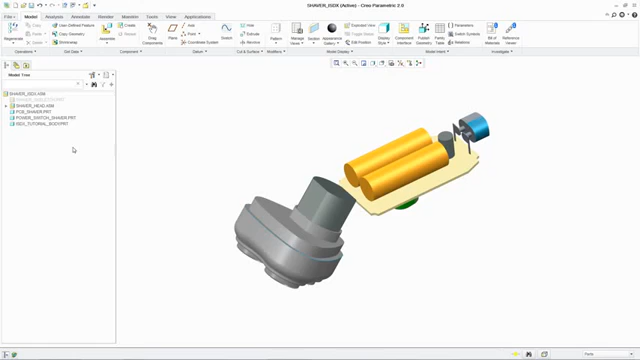 SHAVER_ISDX (Active) - Creo Parametric 2.0
File Model Analysis Annotate Render Manikin Tools View Applications
Regenerate
User-Defined Feature
Copy Geometry
Shrinkwrap
Assemble
Create
Drag Components
Plane
Axis
Point
Coordinate System
Sketch
Hole
Extrude
Revolve
Pattern
Manage Views
Section
Appearance Gallery
Exploded View
Toggle Status
Edit Position
Display Style
Component Interface
Publish Geometry
Family Table
Parameters
Switch Symbols
Bill of Materials
Reference Viewer
Operations Get Data Component Datum Cut & Surface Modifiers Model Display Model Intent Investigate
Model Tree
SHAVER_ISDX.ASM
SHAVER_HEAD.ASM
PCB_SHAVER.PRT
POWER_SWITCH_SHAVER.PRT
ISDX_TUTORIAL_BODY.PRT
Parts